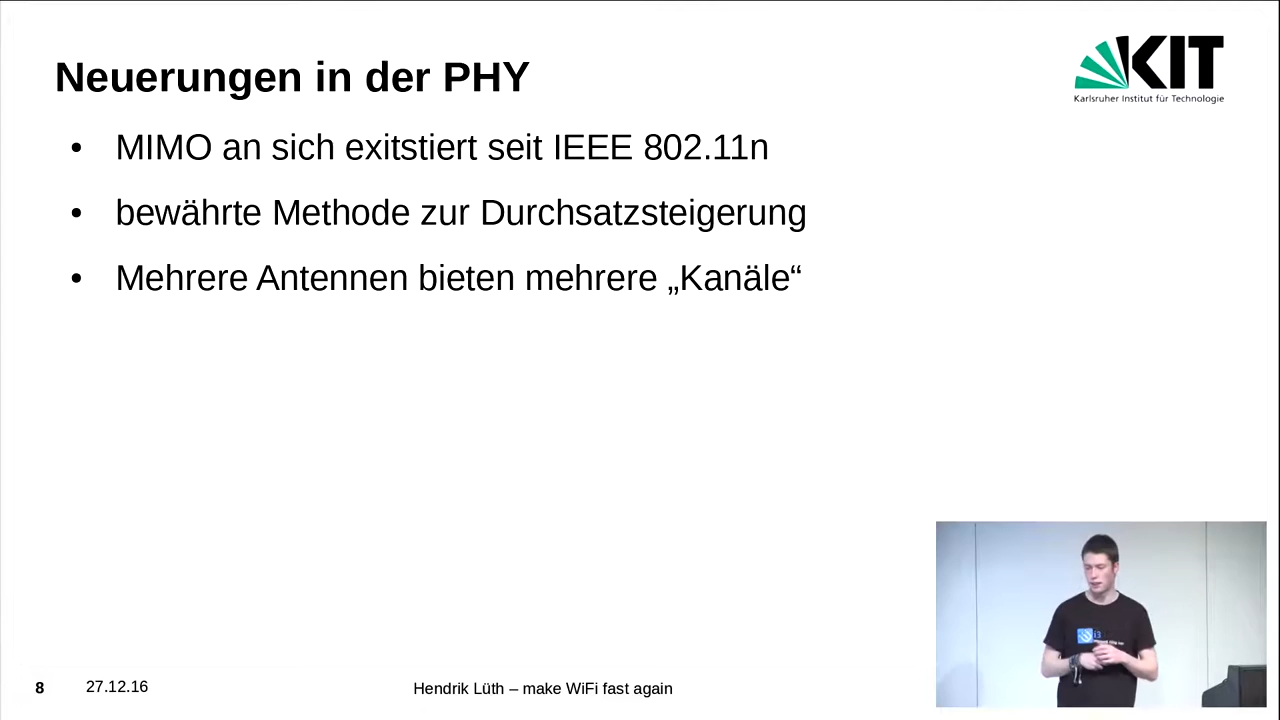 Neuerungen in der PHY
KIT
Karlsruher Institut für Technologie
• MIMO an sich exitstiert seit IEEE 802.11n
• bewährte Methode zur Durchsatzsteigerung
• Mehrere Antennen bieten mehrere „Kanäle“
8
27.12.16
Hendrik Lüth – make WiFi fast again